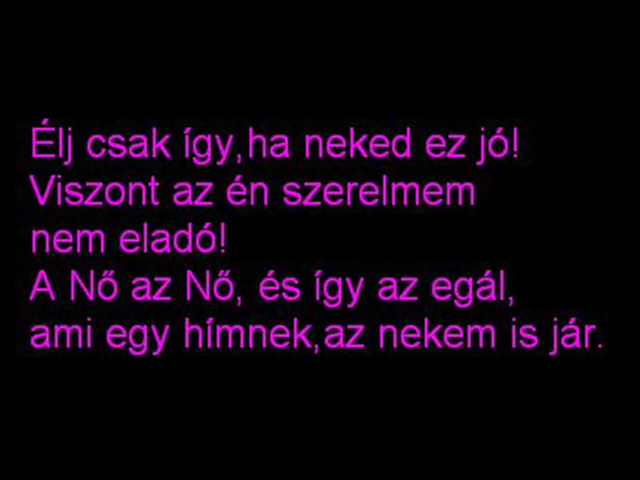 Élj csak így,ha neked ez jó!
Viszont az én szerelmem
nem eladó!
A Nő az Nő, és így az egál,
ami egy hímnek,az nekem is jár.